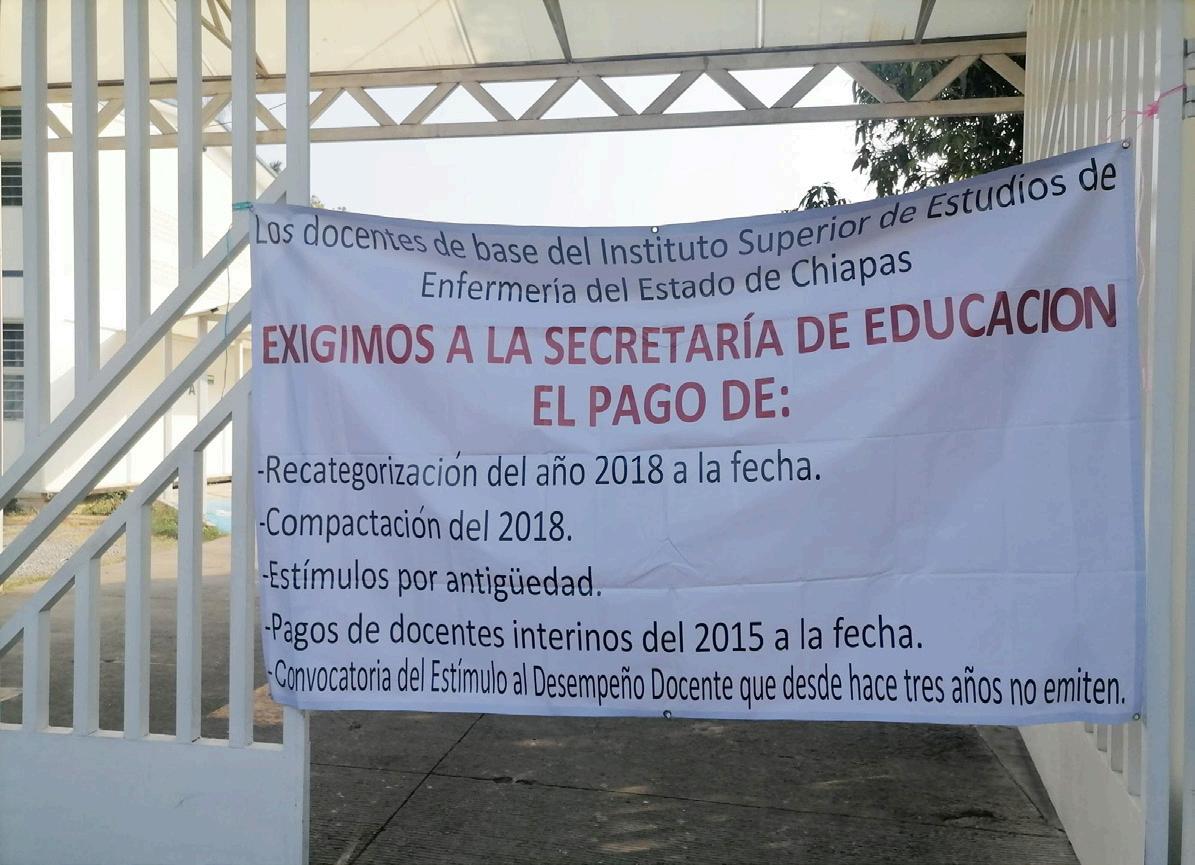 Los docentes de base del Instituto Superior de Estudios de
Enfermería del Estado de Chiapas
EXIGIMOS A LA SECRETARÍA DE EDUCACION
EL PAGO DE:
-Recategorización del año 2018 a la fecha.
-Compactación del 2018.
-Estímulos por antigüedad.
-Pagos de docentes interinos del 2015 a la fecha.
-Convocatoria del Estímulo al Desempeño Docente que desde hace tres años no emiten.